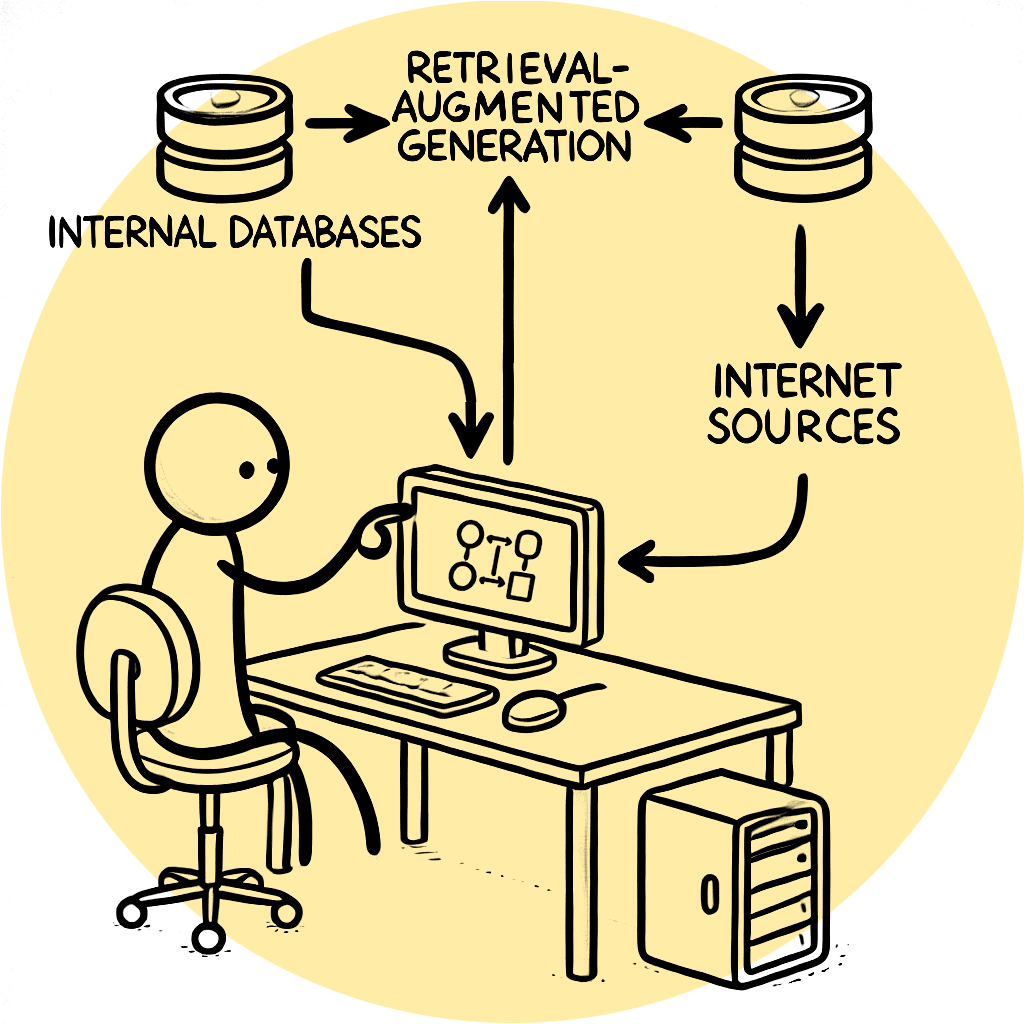 RETRIEVAL-
AUGMENTED
GENERATION
INTERNAL DATABASES
INTERNET
SOURCES